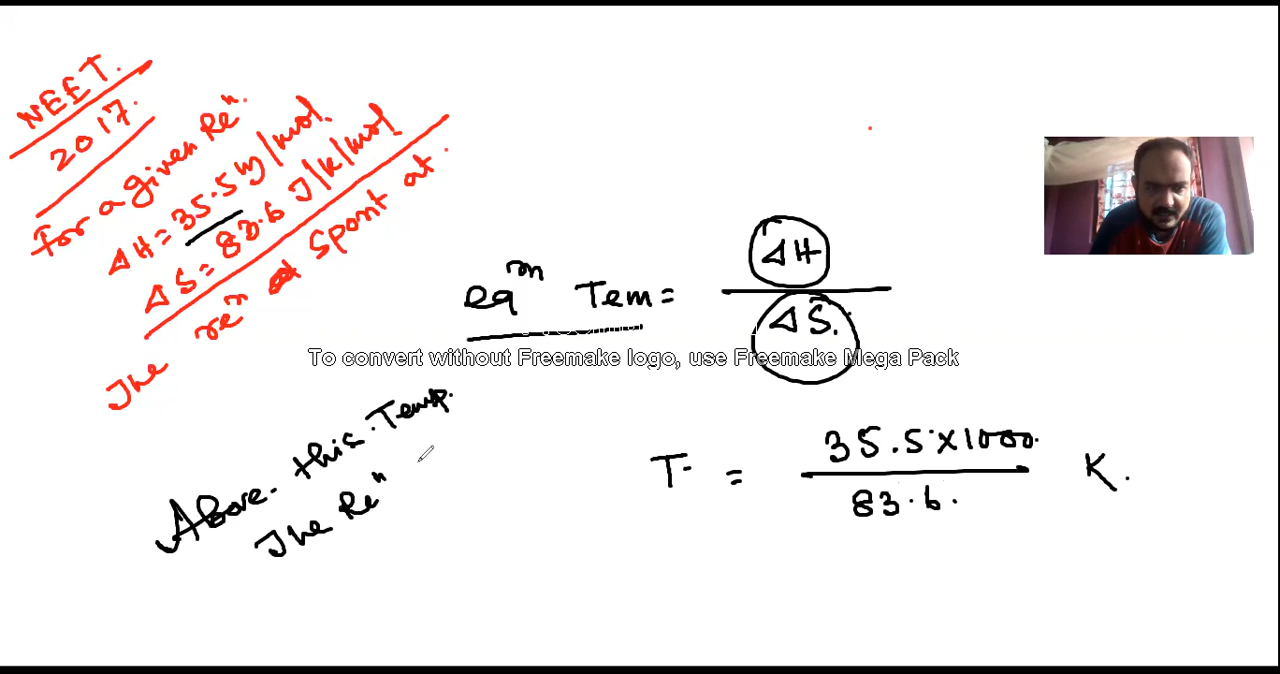 NEET.
2017.
for a given Reⁿ.
ΔH = 35.5 kJ/mol.
ΔS = 83.6 J/K/mol
The reⁿ Spont at.
eqᵐ Tem = ΔH
ΔS.
To convert without Freemake logo, use Freemake Mega Pack
Above this Temp.
The Reⁿ
T = 35.5 x 1000 K.
83.6.